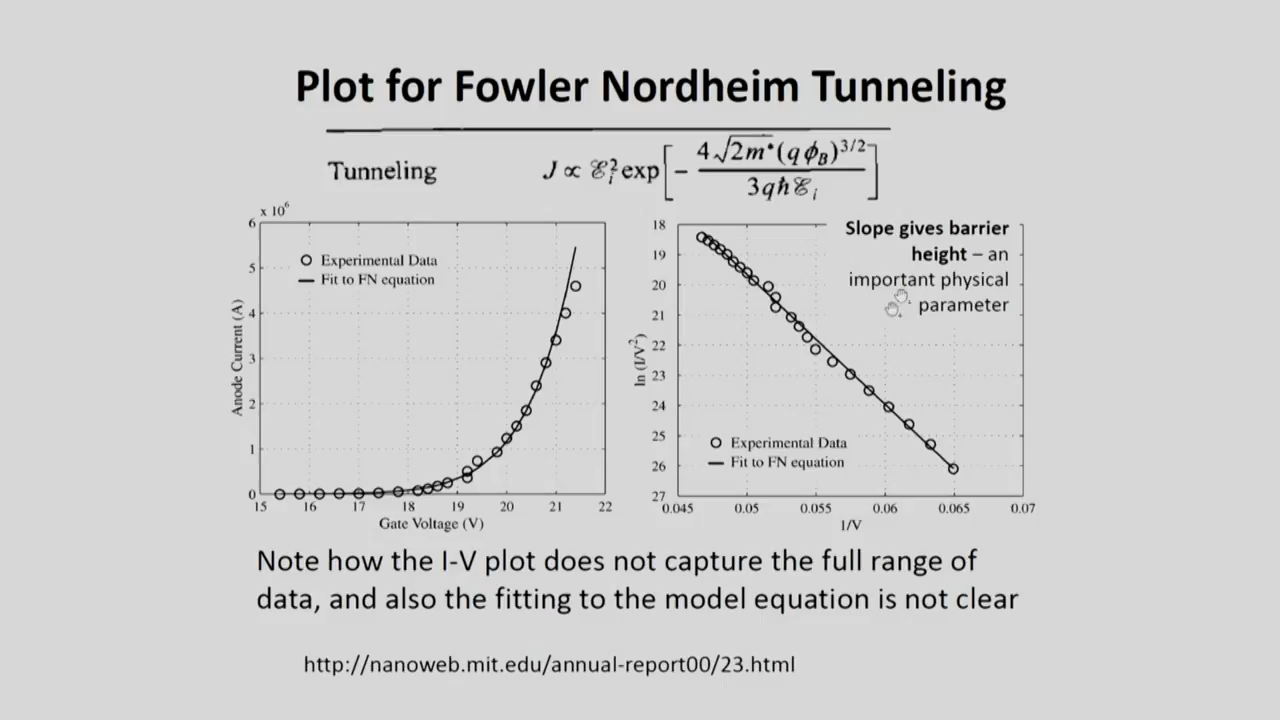 Plot for Fowler Nordheim Tunneling
Tunneling J ∝ ℰᵢ² exp[ − 4√2m*(qϕB)^3/2 / 3qħℰᵢ ]
x 10⁶
6
5
4
3
2
1
0
Anode Current (A)
Experimental Data
Fit to FN equation
15 16 17 18 19 20 21 22
Gate Voltage (V)
18
19
20
21
22
23
24
25
26
27
ln (I/V²)
Slope gives barrier
height – an
important physical
parameter
Experimental Data
Fit to FN equation
0.045 0.05 0.055 0.06 0.065 0.07
1/V
Note how the I-V plot does not capture the full range of
data, and also the fitting to the model equation is not clear
http://nanoweb.mit.edu/annual-report00/23.html